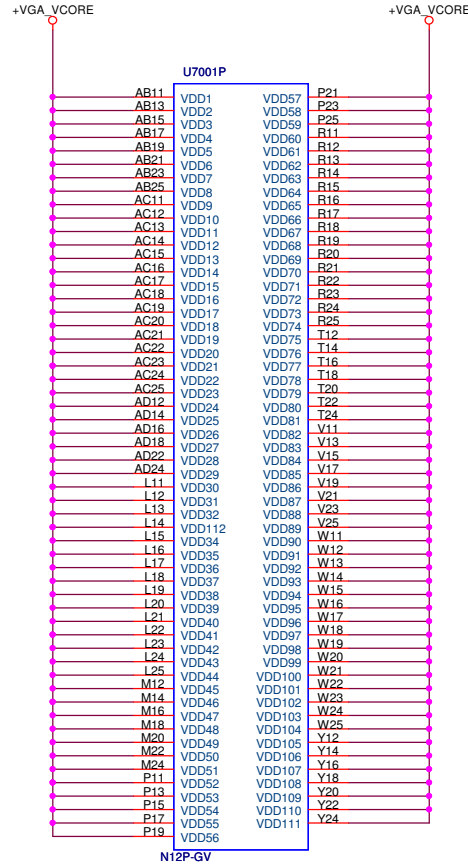 +VGA_VCORE +VGA_VCORE
U7001P
AB11 VDD1 VDD57 P21
AB13 VDD2 VDD58 P23
AB15 VDD3 VDD59 P25
AB17 VDD4 VDD60 R11
AB19 VDD5 VDD61 R12
AB21 VDD6 VDD62 R13
AB23 VDD7 VDD63 R14
AB25 VDD8 VDD64 R15
AC11 VDD9 VDD65 R16
AC12 VDD10 VDD66 R17
AC13 VDD11 VDD67 R18
AC14 VDD12 VDD68 R19
AC15 VDD13 VDD69 R20
AC16 VDD14 VDD70 R21
AC17 VDD15 VDD71 R22
AC18 VDD16 VDD72 R23
AC19 VDD17 VDD73 R24
AC20 VDD18 VDD74 R25
AC21 VDD19 VDD75 T12
AC22 VDD20 VDD76 T14
AC23 VDD21 VDD77 T16
AC24 VDD22 VDD78 T18
AC25 VDD23 VDD79 T20
AD12 VDD24 VDD80 T22
AD14 VDD25 VDD81 T24
AD16 VDD26 VDD82 V11
AD18 VDD27 VDD83 V13
AD22 VDD28 VDD84 V15
AD24 VDD29 VDD85 V17
L11 VDD30 VDD86 V19
L12 VDD31 VDD87 V21
L13 VDD32 VDD88 V23
L14 VDD112 VDD89 V25
L15 VDD34 VDD90 W11
L16 VDD35 VDD91 W12
L17 VDD36 VDD92 W13
L18 VDD37 VDD93 W14
L19 VDD38 VDD94 W15
L20 VDD39 VDD95 W16
L21 VDD40 VDD96 W17
L22 VDD41 VDD97 W18
L23 VDD42 VDD98 W19
L24 VDD43 VDD99 W20
L25 VDD44 VDD100 W21
M12 VDD45 VDD101 W22
M14 VDD46 VDD102 W23
M16 VDD47 VDD103 W24
M18 VDD48 VDD104 W25
M20 VDD49 VDD105 Y12
M22 VDD50 VDD106 Y14
M24 VDD51 VDD107 Y16
P11 VDD52 VDD108 Y18
P13 VDD53 VDD109 Y20
P15 VDD54 VDD110 Y22
P17 VDD55 VDD111 Y24
P19 VDD56
N12P-GV